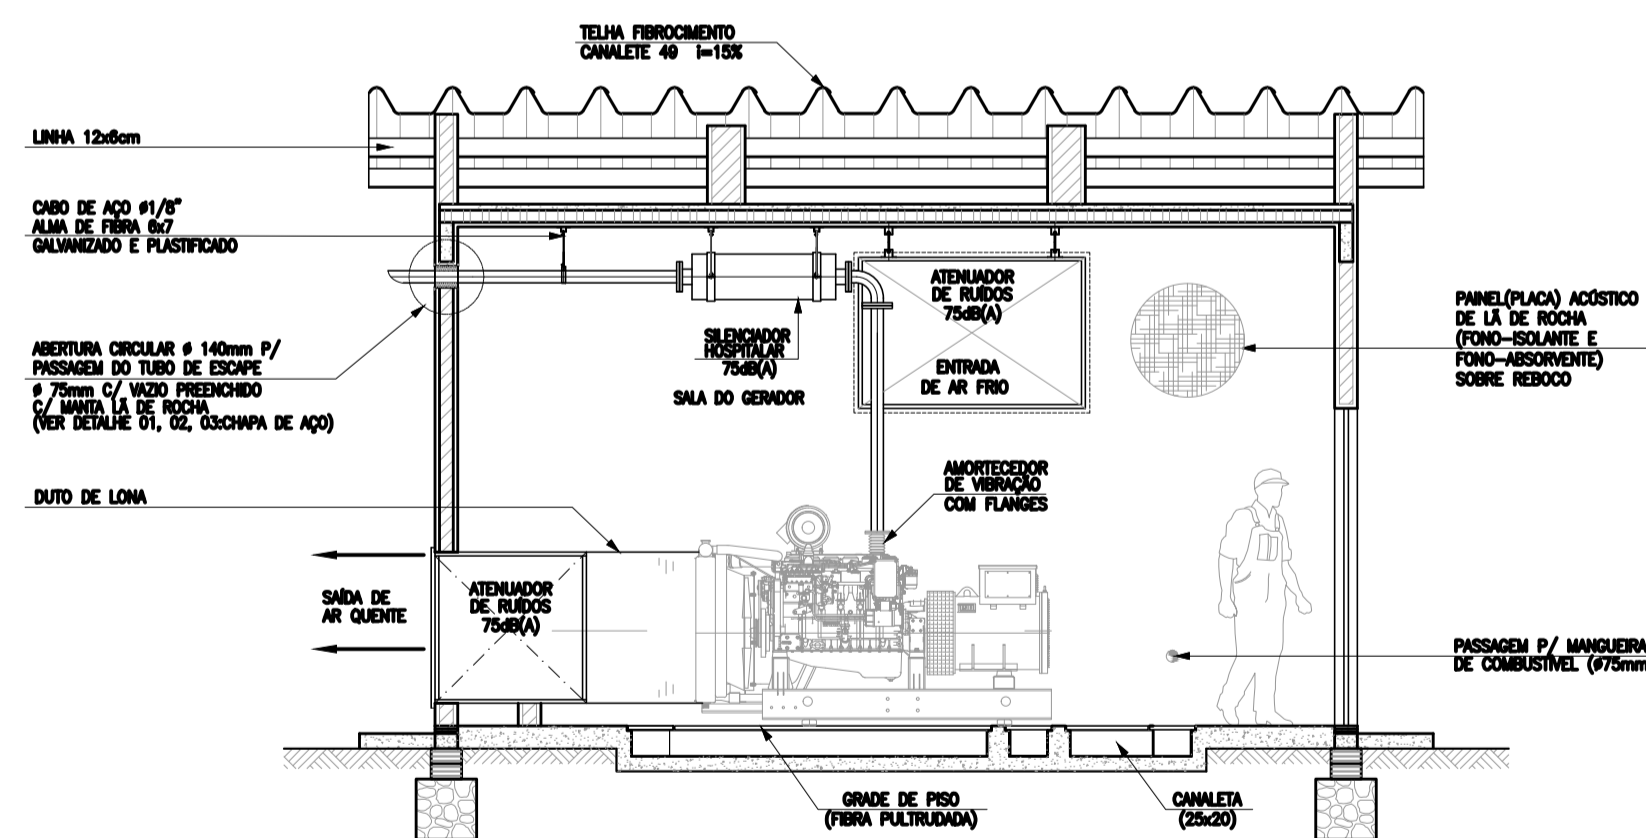 TELHA FIBROCIMENTO
CANALETE 49 i=15%
LINHA 12x6cm
CABO DE AÇO ø1/8"
ALMA DE FIBRA 6x7
GALVANIZADO E PLASTIFICADO
ABERTURA CIRCULAR ø 140mm P/
PASSAGEM DO TUBO DE ESCAPE
ø 75mm C/ VAZIO PREENCHIDO
C/ MANTA LÃ DE ROCHA
(VER DETALHE 01, 02, 03:CHAPA DE AÇO)
DUTO DE LONA
SAÍDA DE
AR QUENTE
ATENUADOR
DE RUÍDOS
75dB(A)
SILENCIADOR
HOSPITALAR
75dB(A)
SALA DO GERADOR
ATENUADOR
DE RUÍDOS
75dB(A)
ENTRADA
DE AR FRIO
AMORTECEDOR
DE VIBRAÇÃO
COM FLANGES
PAINEL(PLACA) ACÚSTICO
DE LÃ DE ROCHA
(FONO-ISOLANTE E
FONO-ABSORVENTE)
SOBRE REBOCO
PASSAGEM P/ MANGUEIRA
DE COMBUSTÍVEL (ø75mm
GRADE DE PISO
(FIBRA PULTRUDADA)
CANALETA
(25x20)